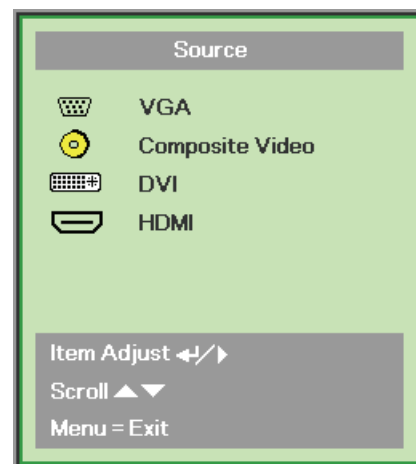 Source
VGA
Composite Video
DVI
HDMI
Item Adjust ↵/▶
Scroll ▲▼
Menu = Exit